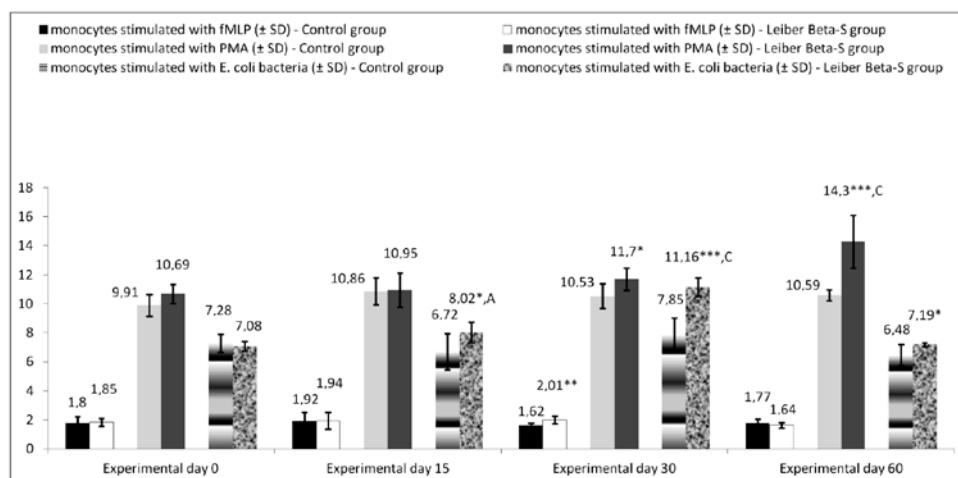 monocytes stimulated with fMLP (± SD) - Control group
monocytes stimulated with fMLP (± SD) - Leiber Beta-S group
monocytes stimulated with PMA (± SD) - Control group
monocytes stimulated with PMA (± SD) - Leiber Beta-S group
monocytes stimulated with E. coli bacteria (± SD) - Control group
monocytes stimulated with E. coli bacteria (± SD) - Leiber Beta-S group
18
16
14
12
10
8
6
4
2
0
1,8
1,85
9,91
10,69
7,28
7,08
1,92
1,94
10,86
10,95
6,72
8,02*,A
1,62
2,01**
10,53
11,7*
7,85
11,16***,C
1,77
1,64
10,59
14,3***,C
6,48
7,19*
Experimental day 0
Experimental day 15
Experimental day 30
Experimental day 60